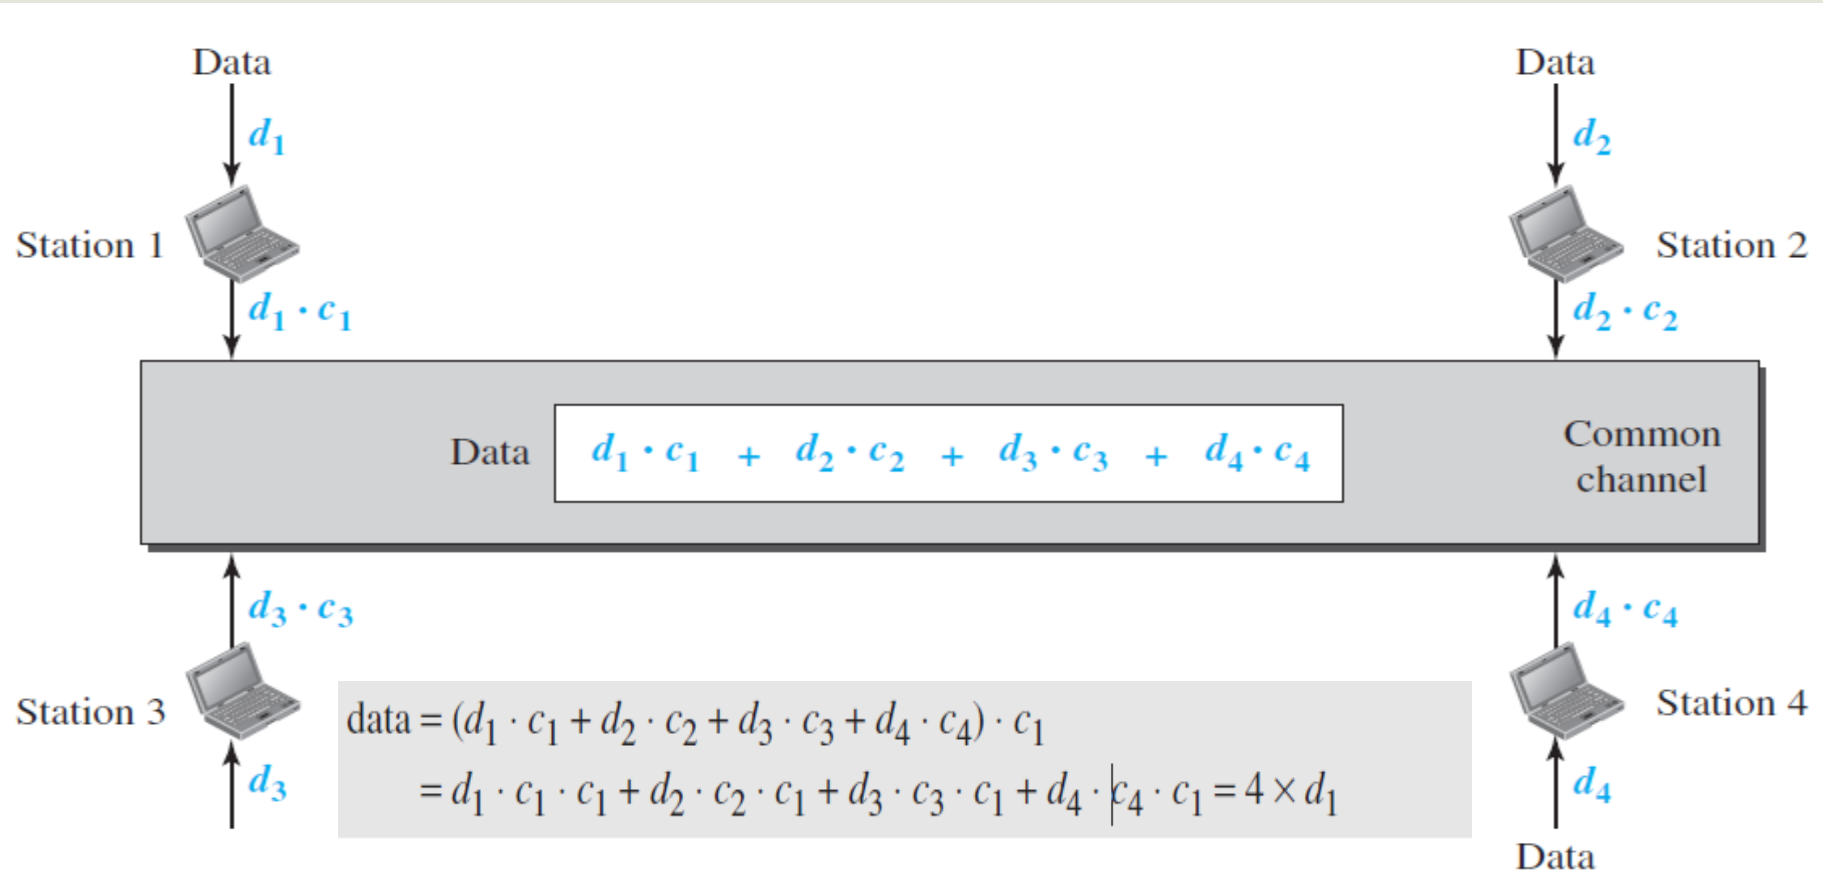 Data
Data
d₁
d₂
Station 1
Station 2
d₁ · c₁
d₂ · c₂
Data
d₁ · c₁ + d₂ · c₂ + d₃ · c₃ + d₄ · c₄
Common
channel
d₃ · c₃
d₄ · c₄
Station 3
Station 4
data = (d₁ · c₁ + d₂ · c₂ + d₃ · c₃ + d₄ · c₄) · c₁
= d₁ · c₁ · c₁ + d₂ · c₂ · c₁ + d₃ · c₃ · c₁ + d₄ · c₄ · c₁ = 4 × d₁
d₃
d₄
Data